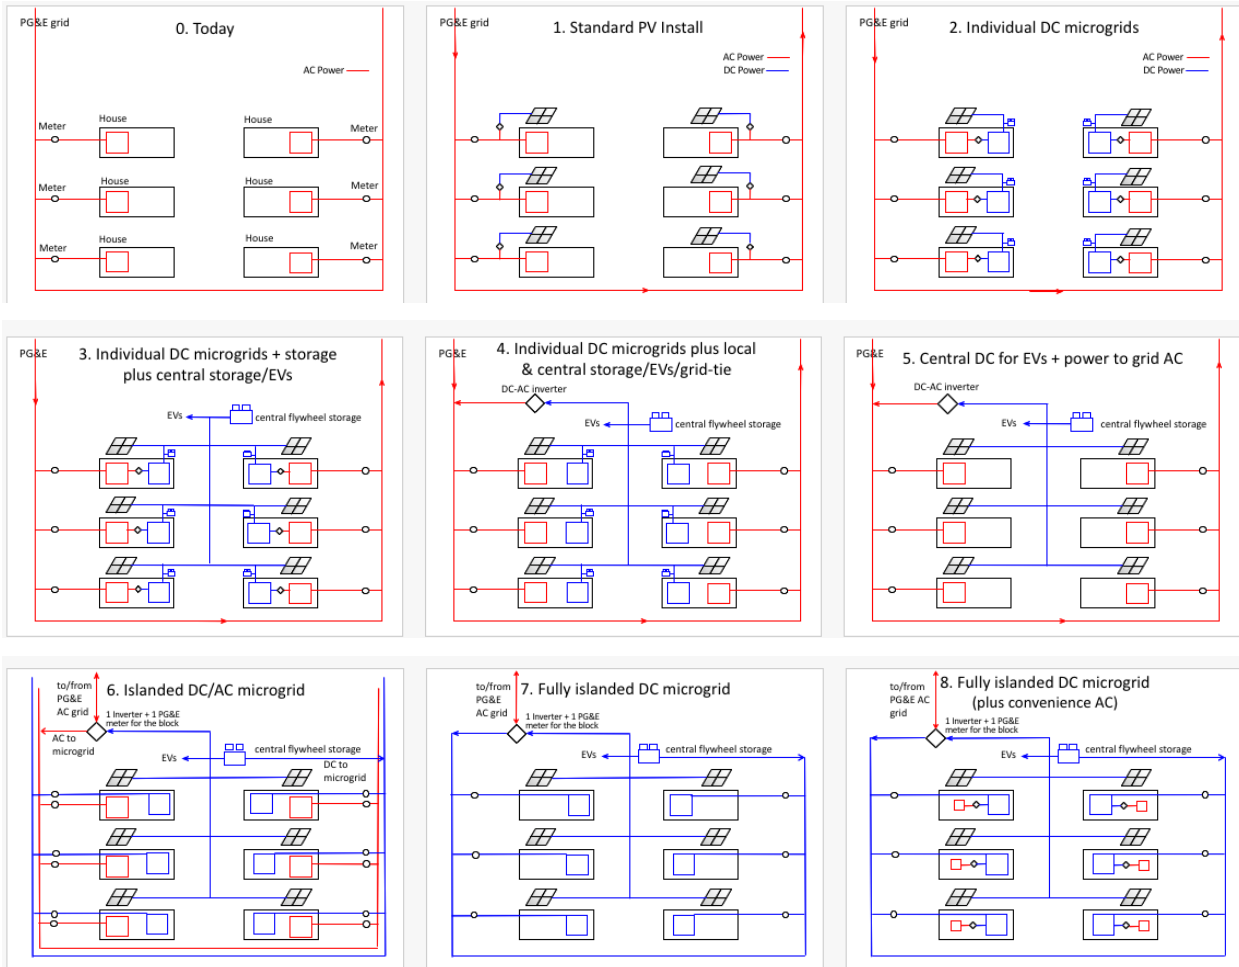 PG&E grid
0. Today
AC Power
Meter
House
House
Meter
Meter
House
House
Meter
Meter
House
House
Meter
PG&E grid
1. Standard PV Install
AC Power
DC Power
PG&E grid
2. Individual DC microgrids
AC Power
DC Power
PG&E
3. Individual DC microgrids + storage
plus central storage/EVs
EVs
central flywheel storage
PG&E
4. Individual DC microgrids plus local
& central storage/EVs/grid-tie
DC-AC inverter
EVs
central flywheel storage
PG&E
5. Central DC for EVs + power to grid AC
DC-AC inverter
EVs
central flywheel storage
to/from
PG&E
AC grid
6. Islanded DC/AC microgrid
1 Inverter + 1 PG&E
meter for the block
AC to
microgrid
EVs
central flywheel storage
DC to
microgrid
to/from
PG&E
AC grid
7. Fully islanded DC microgrid
1 Inverter + 1 PG&E
meter for the block
EVs
central flywheel storage
to/from
PG&E AC
grid
8. Fully islanded DC microgrid
(plus convenience AC)
1 Inverter + 1 PG&E
meter for the block
EVs
central flywheel storage